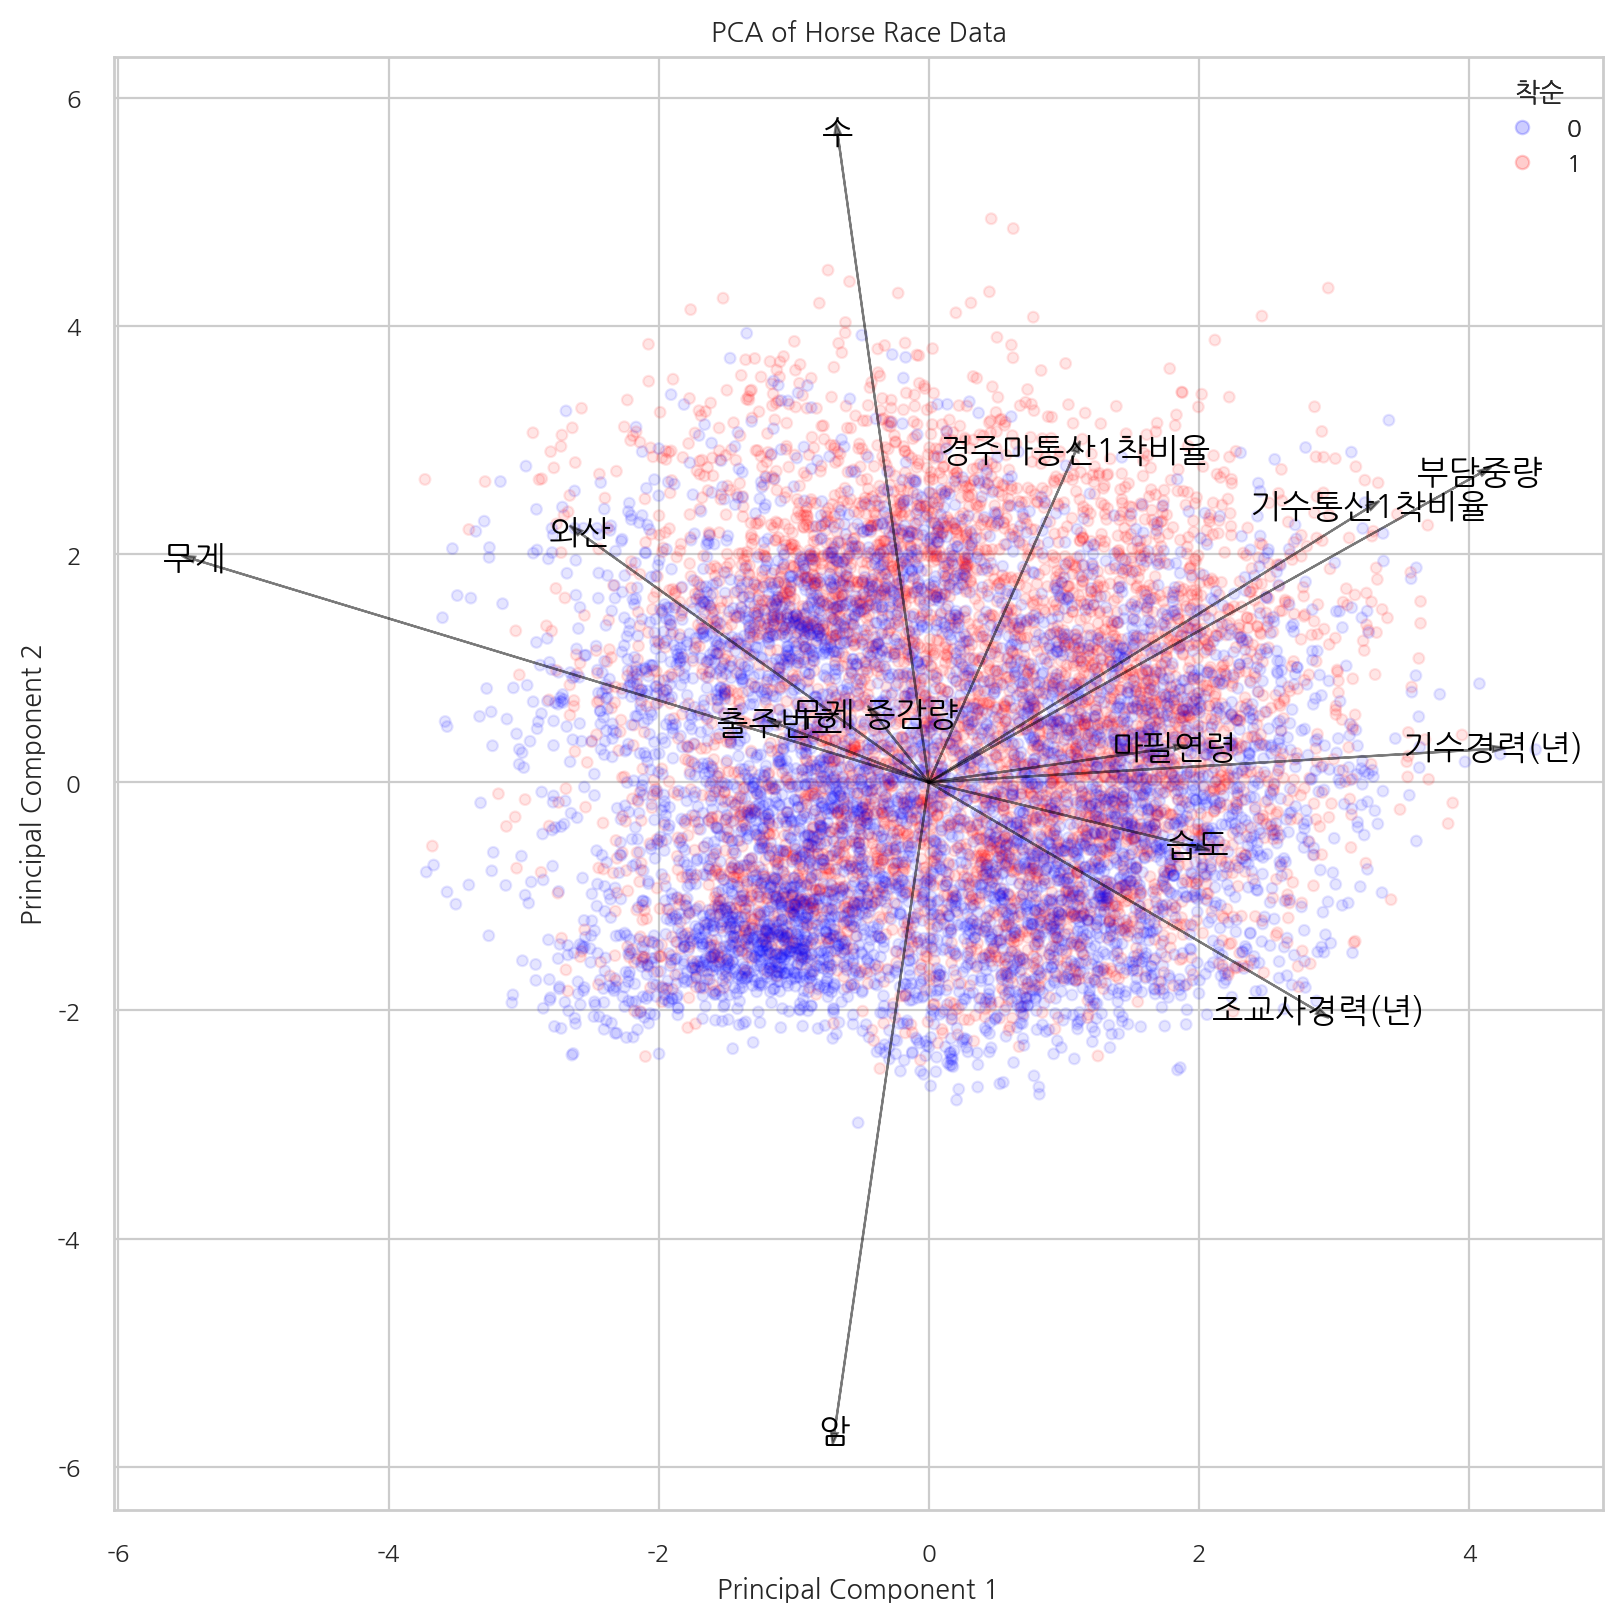 PCA of Horse Race Data
착순
0
1
6
4
2
0
-2
-4
-6
Principal Component 2
수
경주마통산1착비율
부담중량
기수통산1착비율
외산
무게
무게 증감량
출주번호
마필연령
기수경력(년)
습도
조교사경력(년)
암
-6
-4
-2
0
2
4
Principal Component 1